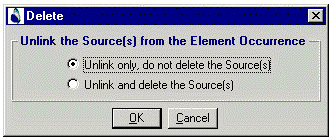 Delete
Unlink the Source(s) from the Element Occurrence
Unlink only, do not delete the Source(s)
Unlink and delete the Source(s)
OK Cancel